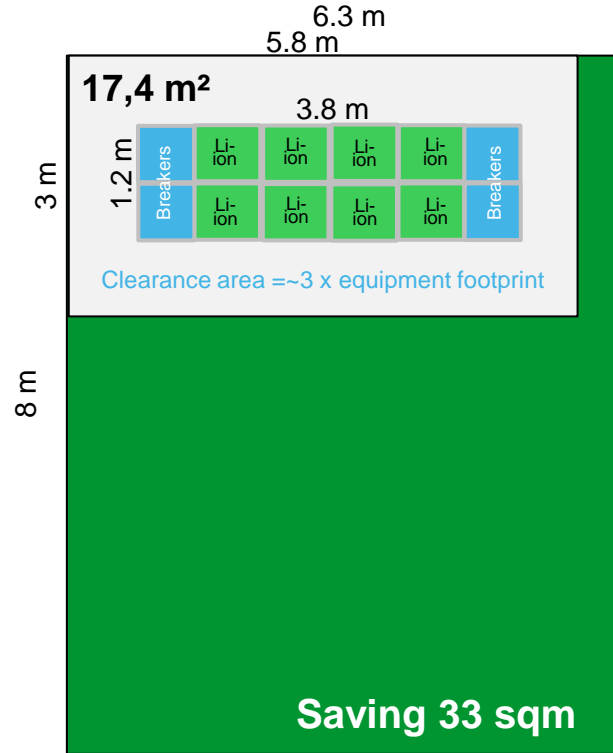 6.3 m
5.8 m
17,4 m²
3.8 m
3 m
1.2 m
Breakers
Li-ion
Li-ion
Li-ion
Li-ion
Breakers
Li-ion
Li-ion
Li-ion
Li-ion
Clearance area =~3 x equipment footprint
8 m
Saving 33 sqm